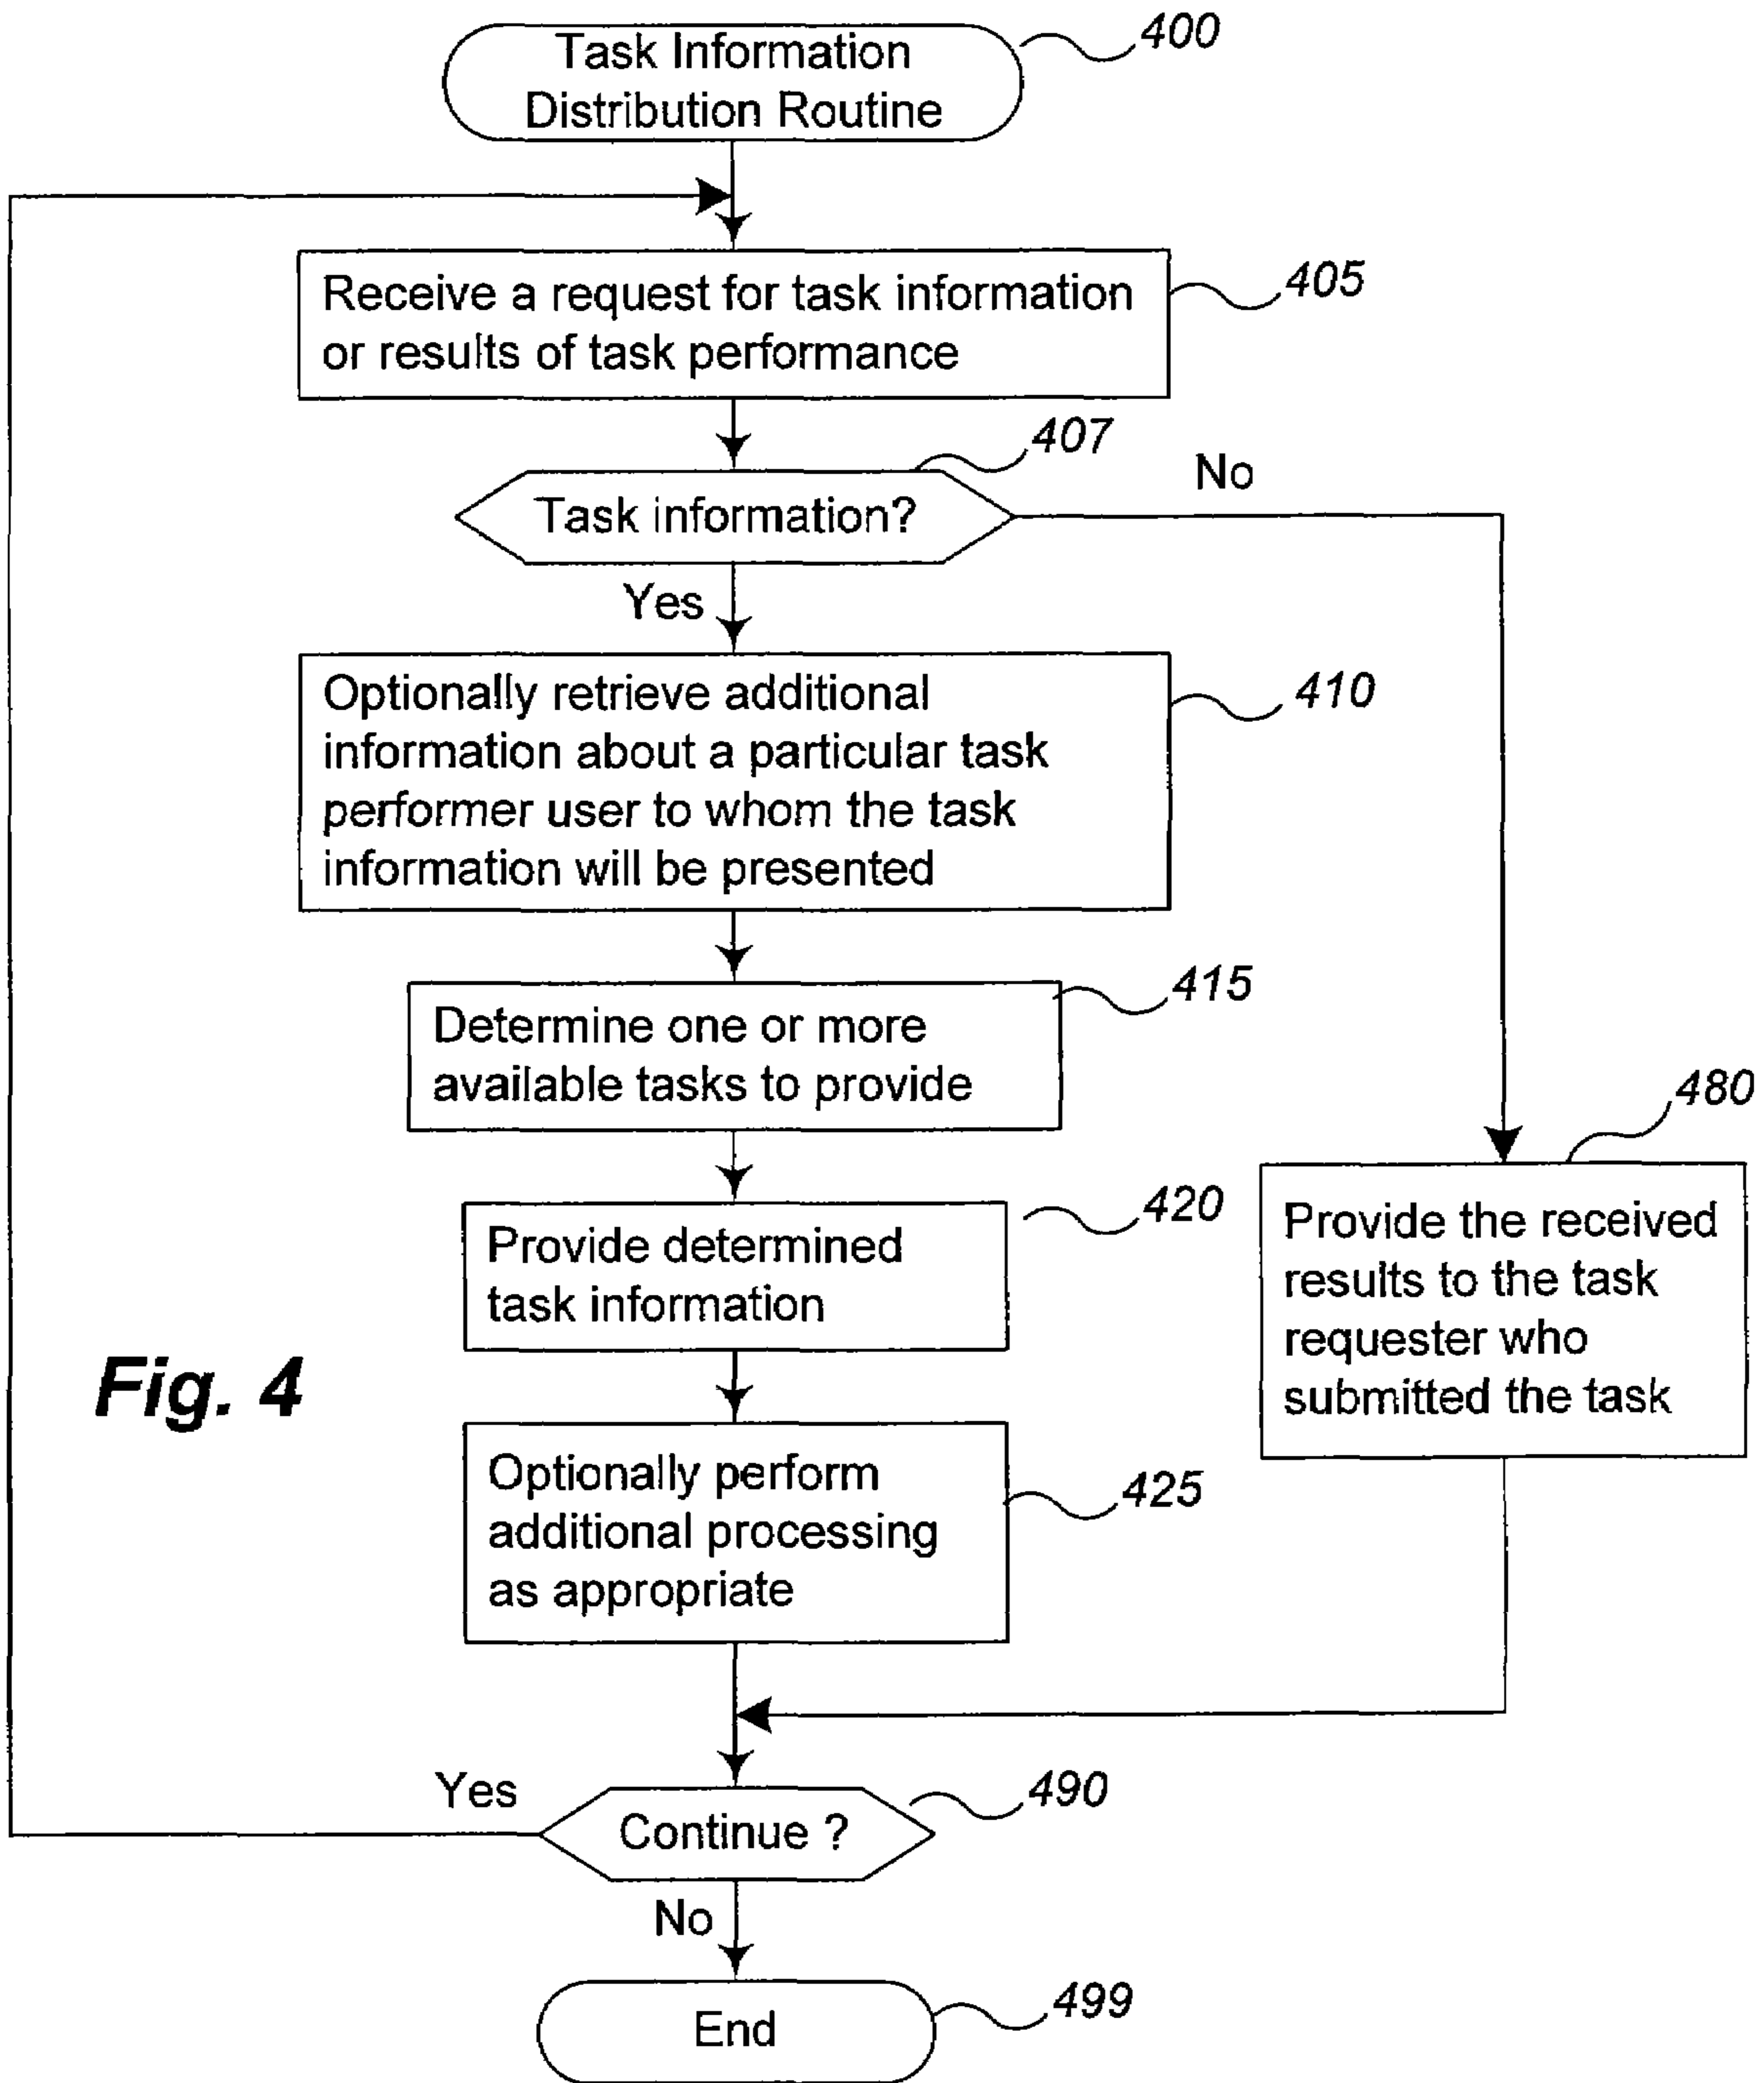 Task Information
Distribution Routine
400
Receive a request for task information
or results of task performance
405
407
Task information?
No
Yes
Optionally retrieve additional
information about a particular task
performer user to whom the task
information will be presented
410
Determine one or more
available tasks to provide
415
Provide determined
task information
420
Provide the received
results to the task
requester who
submitted the task
480
Fig. 4
Optionally perform
additional processing
as appropriate
425
Yes
Continue ?
490
No
End
499